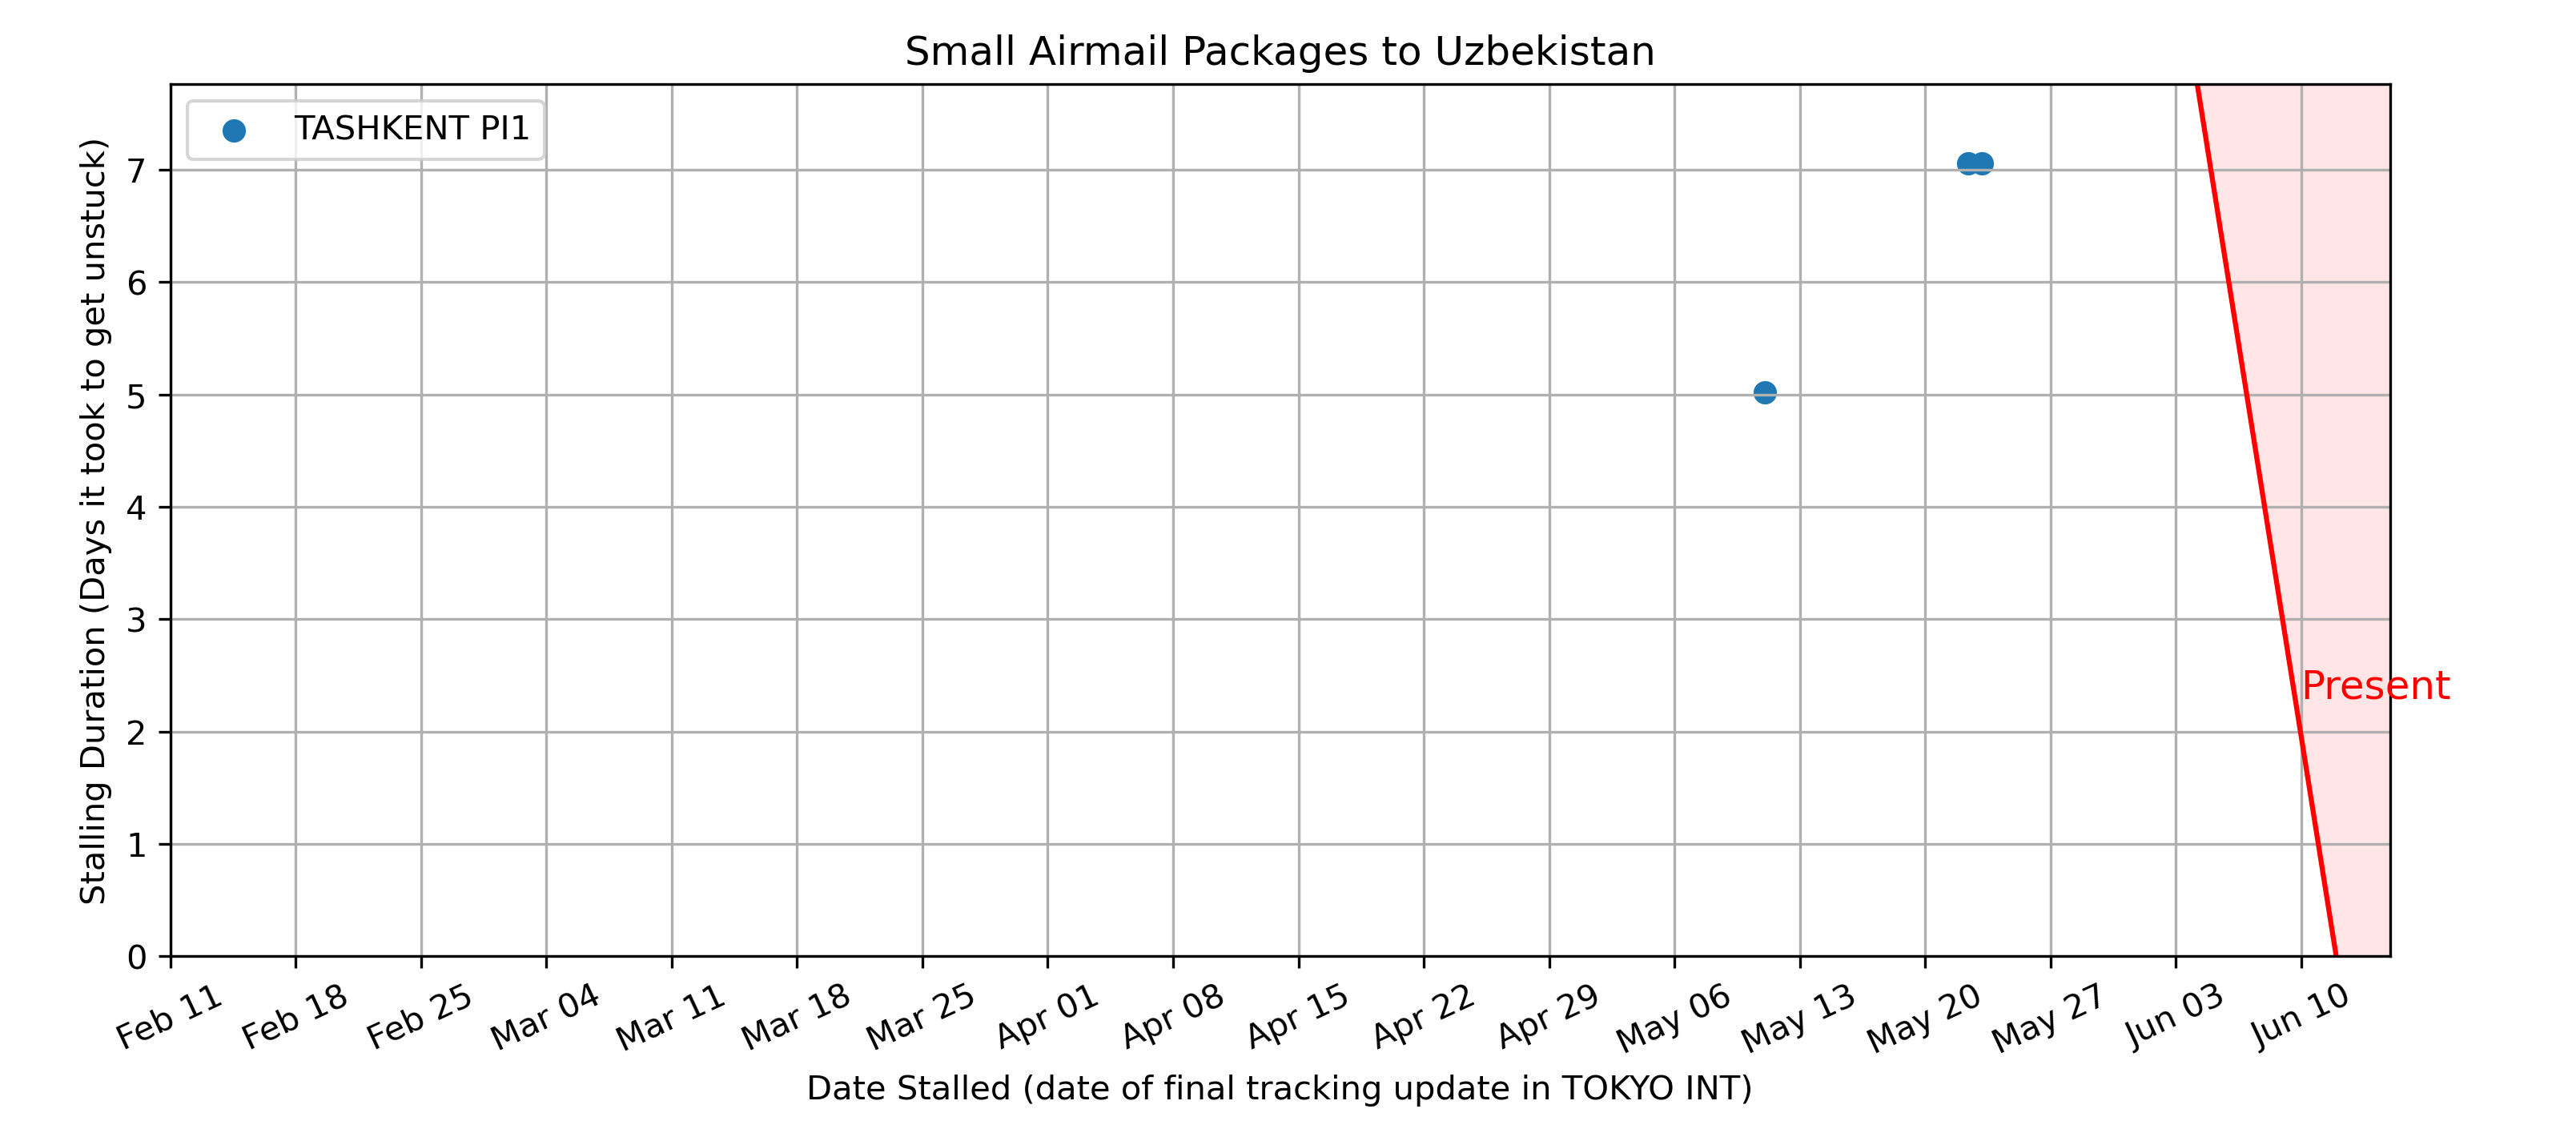 Small Airmail Packages to Uzbekistan
TASHKENT PI1
Stalling Duration (Days it took to get unstuck)
7
6
5
4
3
2
1
0
Present
Feb 11
Feb 18
Feb 25
Mar 04
Mar 11
Mar 18
Mar 25
Apr 01
Apr 08
Apr 15
Apr 22
Apr 29
May 06
May 13
May 20
May 27
Jun 03
Jun 10
Date Stalled (date of final tracking update in TOKYO INT)